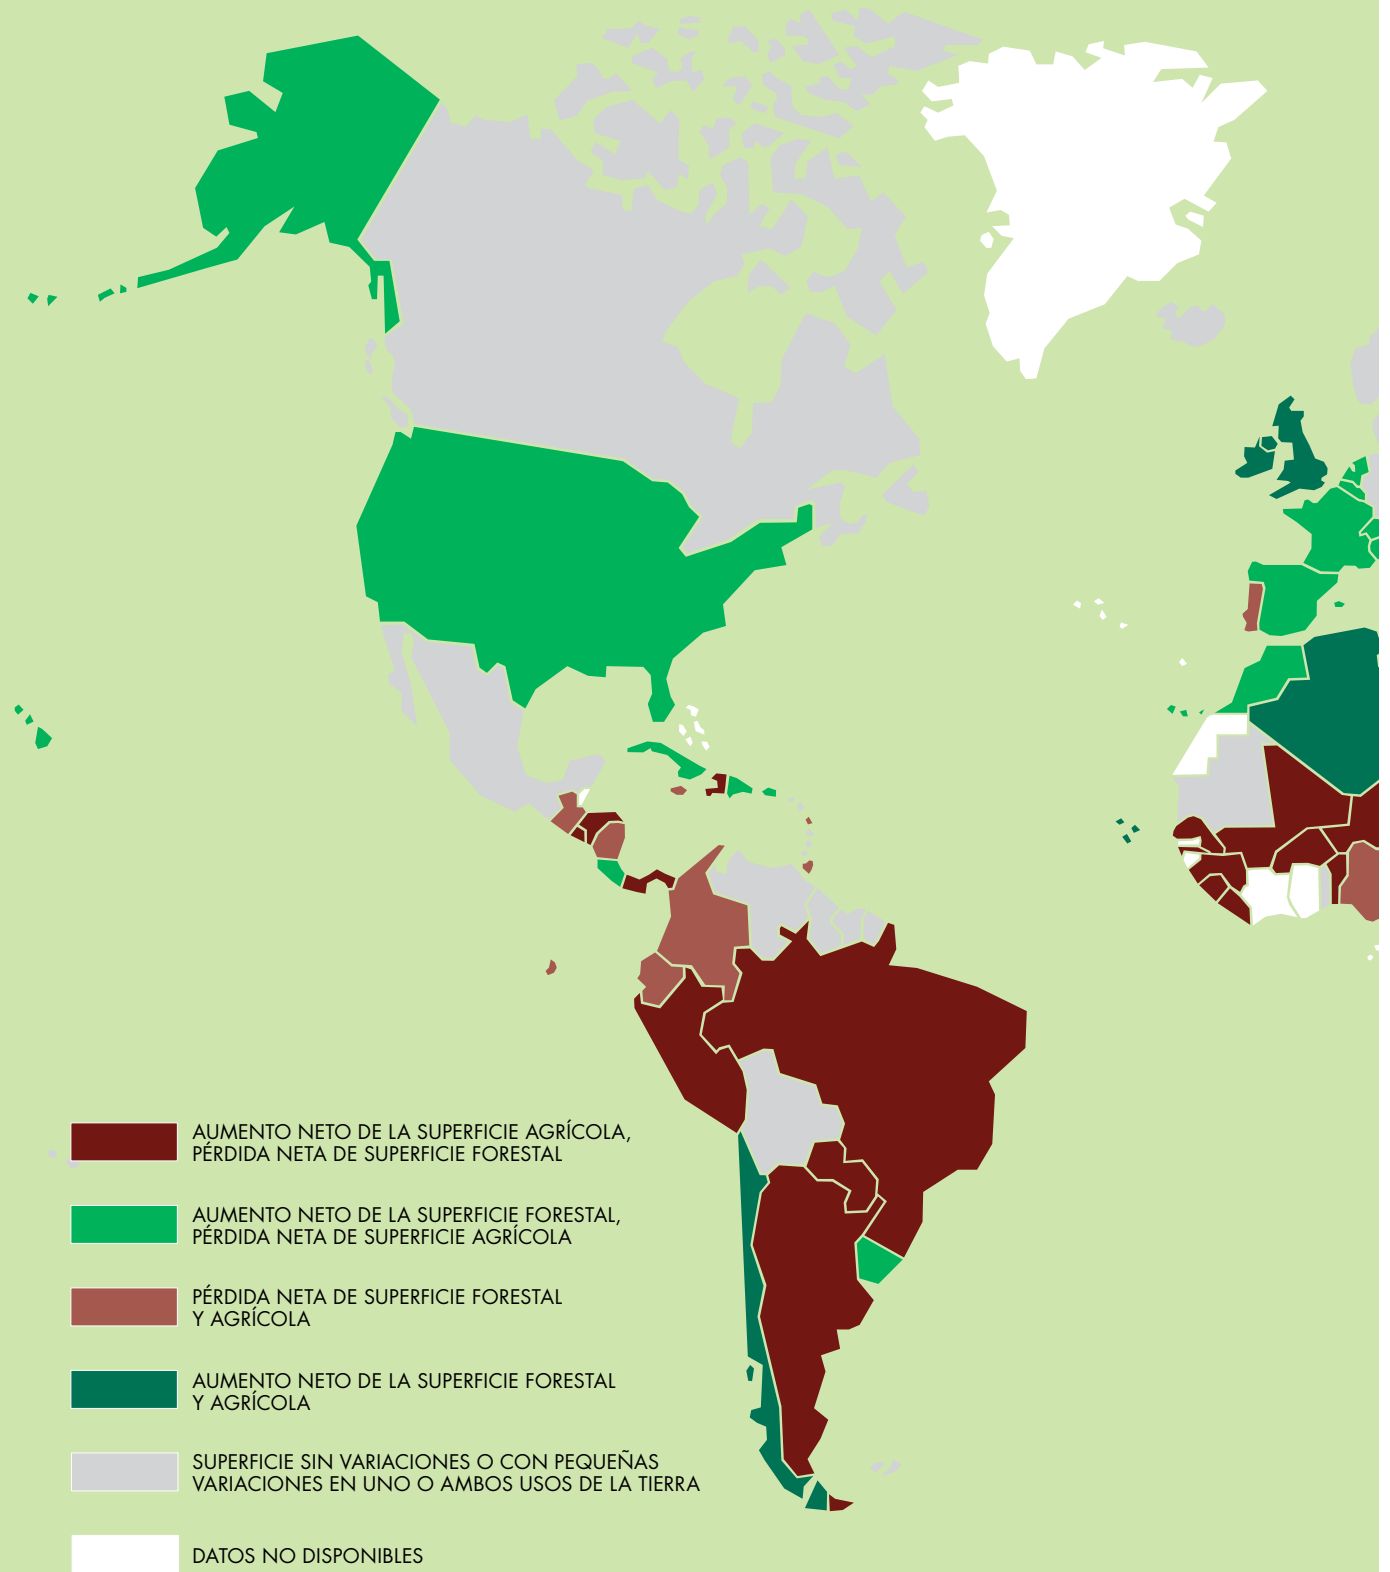 AUMENTO NETO DE LA SUPERFICIE AGRÍCOLA,
PÉRDIDA NETA DE SUPERFICIE FORESTAL
AUMENTO NETO DE LA SUPERFICIE FORESTAL,
PÉRDIDA NETA DE SUPERFICIE AGRÍCOLA
PÉRDIDA NETA DE SUPERFICIE FORESTAL
Y AGRÍCOLA
AUMENTO NETO DE LA SUPERFICIE FORESTAL
Y AGRÍCOLA
SUPERFICIE SIN VARIACIONES O CON PEQUEÑAS
VARIACIONES EN UNO O AMBOS USOS DE LA TIERRA
DATOS NO DISPONIBLES